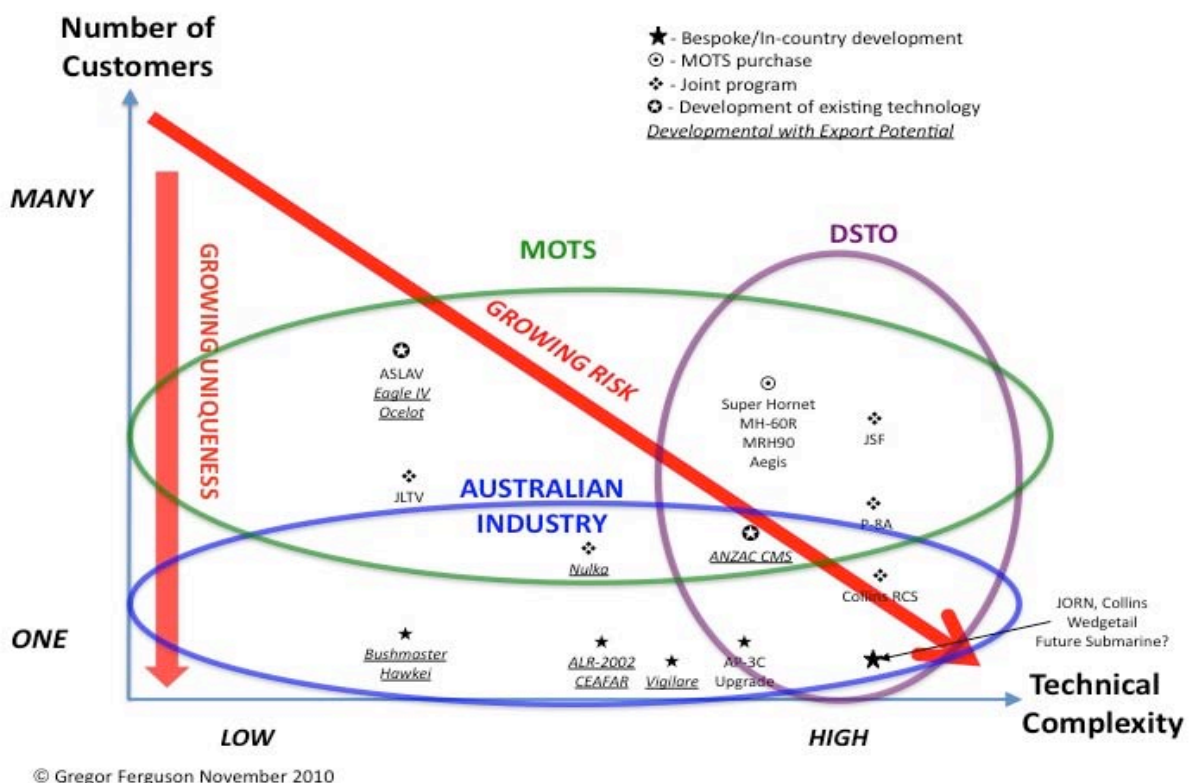 Number of
Customers
★ - Bespoke/In-country development
⊙ - MOTS purchase
❖ - Joint program
✪ - Development of existing technology
Developmental with Export Potential
MANY
GROWING UNIQUENESS
MOTS
DSTO
GROWING RISK
ASLAV
Eagle IV
Ocelot
Super Hornet
MH-60R
MRH90
Aegis
JSF
JLTV
AUSTRALIAN
INDUSTRY
P-8A
Nulka
ANZAC CMS
Collins RCS
ONE
JORN, Collins
Wedgetail
Future Submarine?
Bushmaster
Hawkei
ALR-2002
CEAFAR
Vigilare
AP-3C
Upgrade
Technical
Complexity
LOW
HIGH
© Gregor Ferguson November 2010